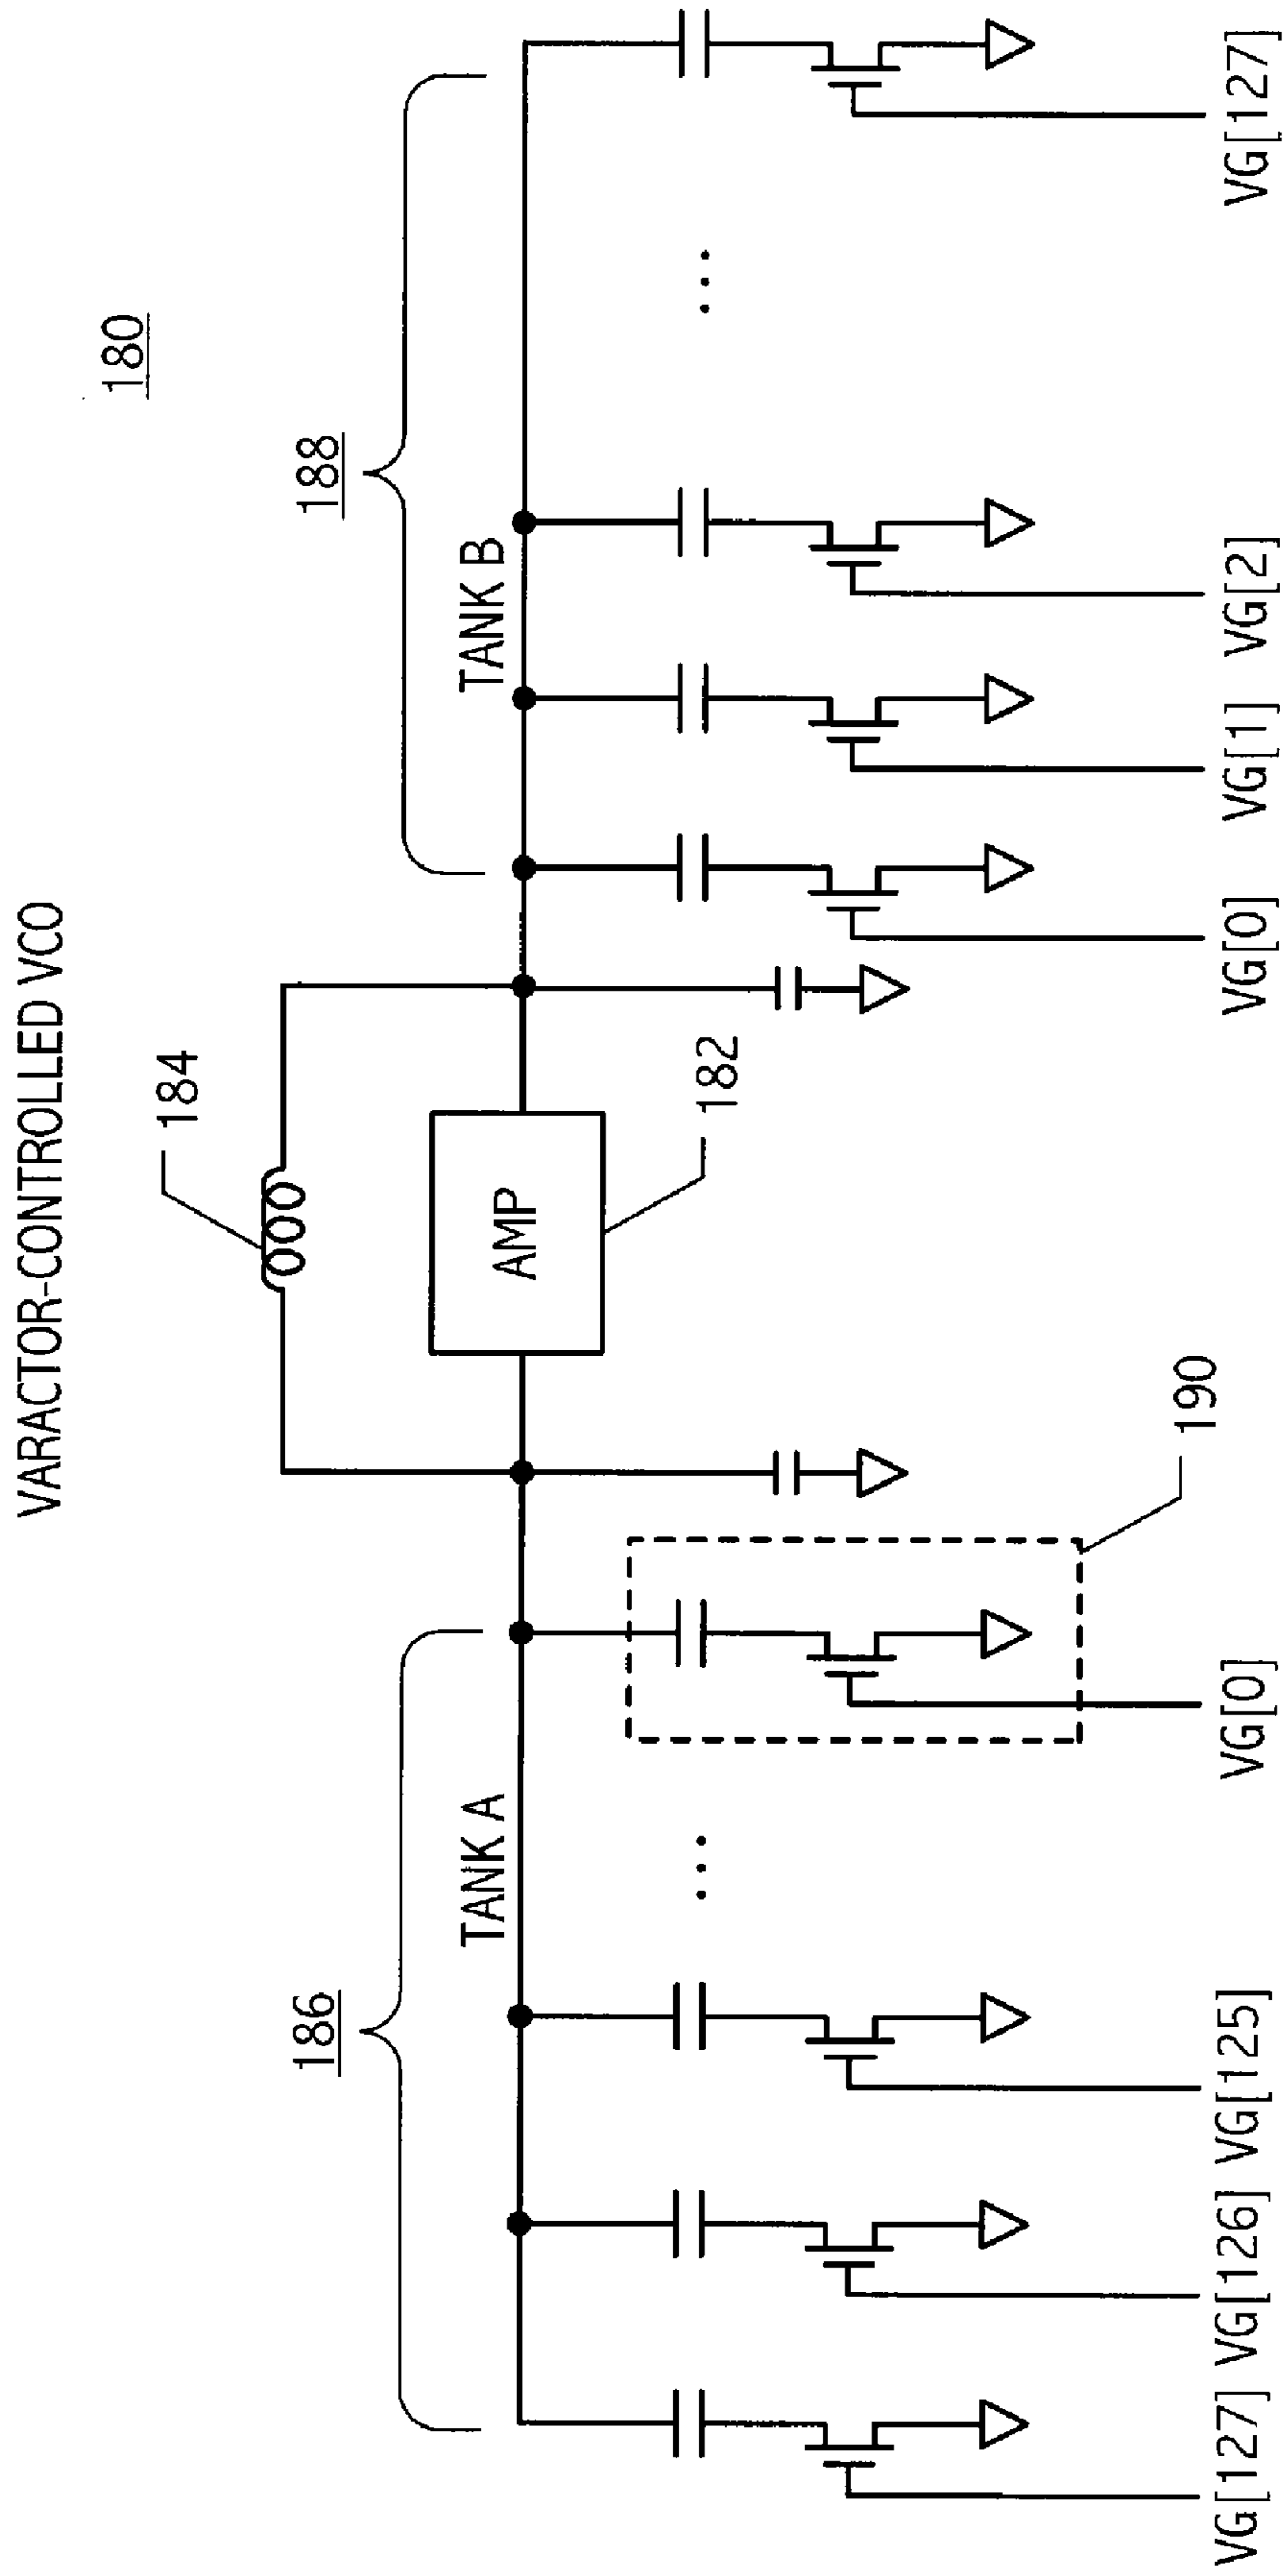 VARACTOR-CONTROLLED VCO
180
184
186
188
TANK A
TANK B
AMP
182
...
...
190
VG[127] VG[126] VG[125] VG[0] VG[0] VG[1] VG[2] VG[127]